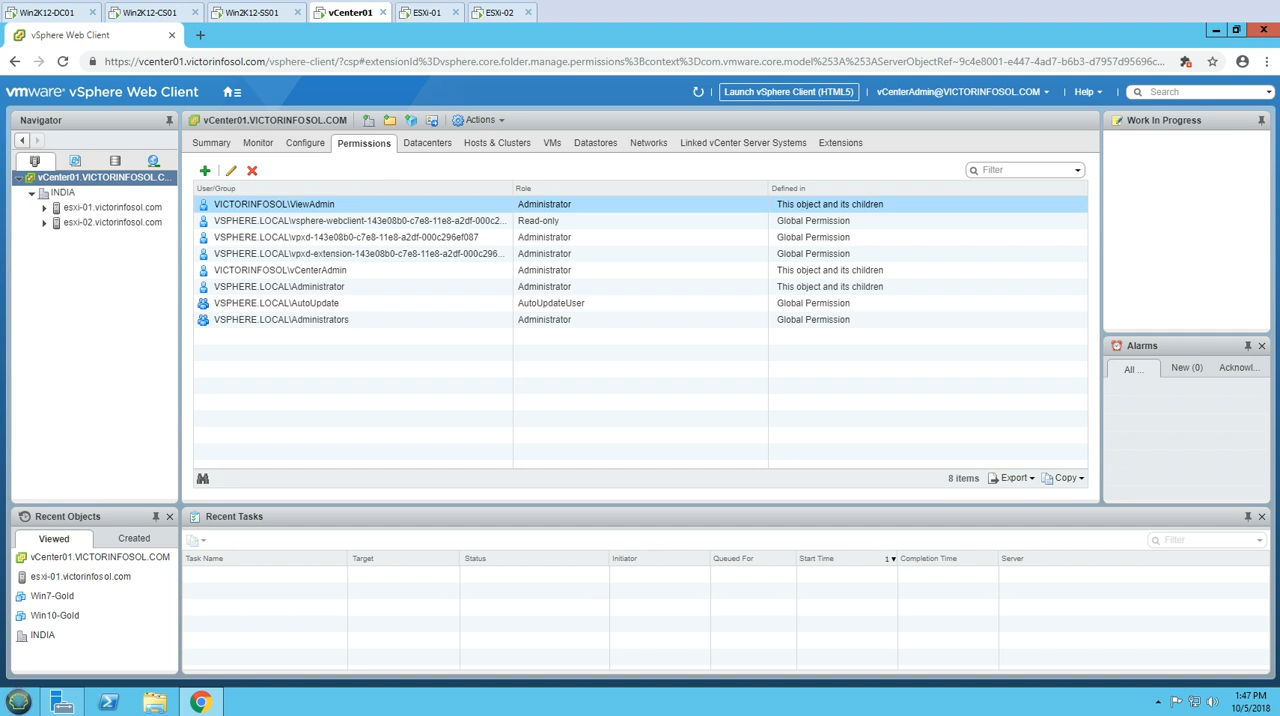 Win2K12-DC01 Win2K12-CS01 Win2K12-SS01 vCenter01 ESXi-01 ESXi-02
vSphere Web Client
https://vcenter01.victorinfosol.com/vsphere-client/?csp#extensionId%3Dvsphere.core.folder.manage.permissions%3Bcontext%3Dcom.vmware.core.model%253A%253AServerObjectRef~9c4e8001-e447-4ad7-b6b3-d7957d95696c...
vmware® vSphere Web Client
Launch vSphere Client (HTML5) vCenterAdmin@VICTORINFOSOL.COM Help Search
Navigator
vCenter01.VICTORINFOSOL.C...
INDIA
esxi-01.victorinfosol.com
esxi-02.victorinfosol.com
vCenter01.VICTORINFOSOL.COM Actions
Summary Monitor Configure Permissions Datacenters Hosts & Clusters VMs Datastores Networks Linked vCenter Server Systems Extensions
Filter
User/Group Role Defined in
VICTORINFOSOL\ViewAdmin Administrator This object and its children
VSPHERE.LOCAL\vsphere-webclient-143e08b0-c7e8-11e8-a2df-000c2... Read-only Global Permission
VSPHERE.LOCAL\vpxd-143e08b0-c7e8-11e8-a2df-000c296ef087 Administrator Global Permission
VSPHERE.LOCAL\vpxd-extension-143e08b0-c7e8-11e8-a2df-000c296... Administrator Global Permission
VICTORINFOSOL\vCenterAdmin Administrator This object and its children
VSPHERE.LOCAL\Administrator Administrator This object and its children
VSPHERE.LOCAL\AutoUpdate AutoUpdateUser Global Permission
VSPHERE.LOCAL\Administrators Administrator Global Permission
8 items Export Copy
Work In Progress
Alarms
All ... New (0) Acknowl...
Recent Objects
Viewed Created
vCenter01.VICTORINFOSOL.COM
esxi-01.victorinfosol.com
Win7-Gold
Win10-Gold
INDIA
Recent Tasks
Filter
Task Name Target Status Initiator Queued For Start Time 1 Completion Time Server
1:47 PM
10/5/2018